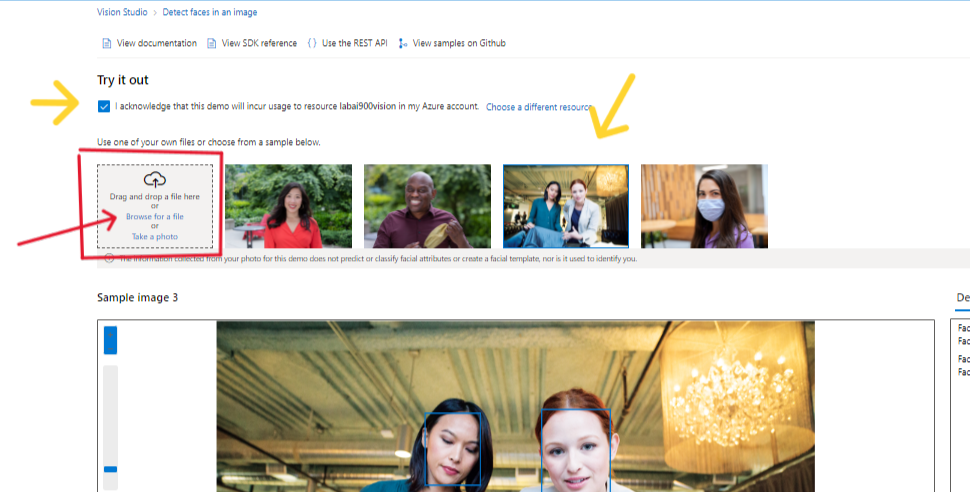 Vision Studio > Detect faces in an image
View documentation View SDK reference Use the REST API View samples on Github
Try it out
I acknowledge that this demo will incur usage to resource labai900vision in my Azure account. Choose a different resource
Use one of your own files or choose from a sample below.
Drag and drop a file here
or
Browse for a file
or
Take a photo
The information collected from your photo for this demo does not predict or classify facial attributes or create a facial template, nor is it used to identify you.
Sample image 3
De
Fac
Fac
Fac
Fac